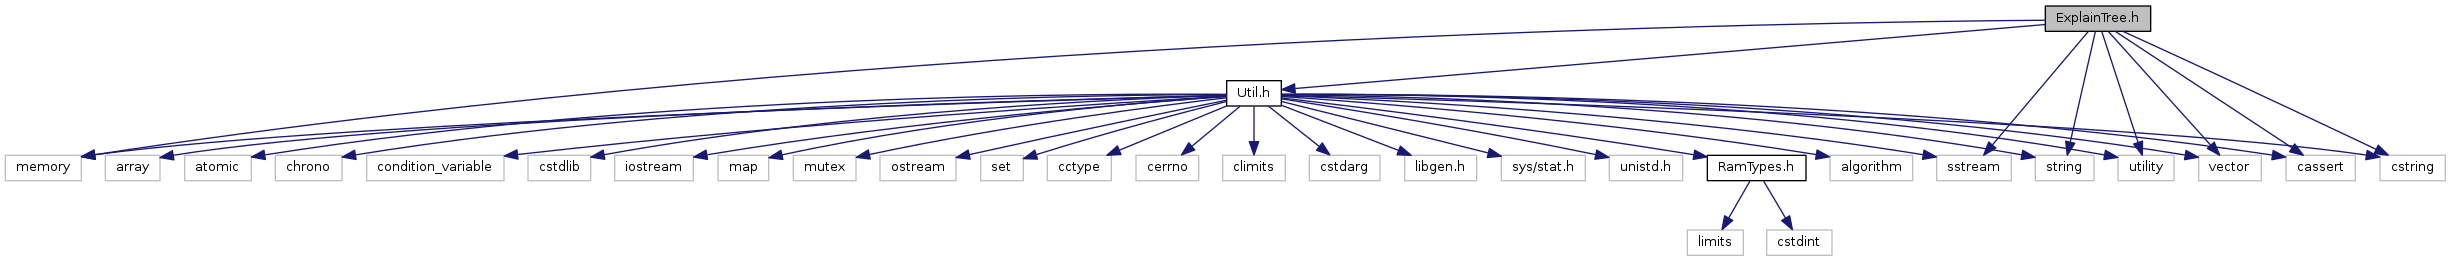 ExplainTree.h
Util.h
memory
array
atomic
chrono
condition_variable
cstdlib
iostream
map
mutex
ostream
set
cctype
cerrno
climits
cstdarg
libgen.h
sys/stat.h
unistd.h
RamTypes.h
algorithm
sstream
string
utility
vector
cassert
cstring
limits
cstdint